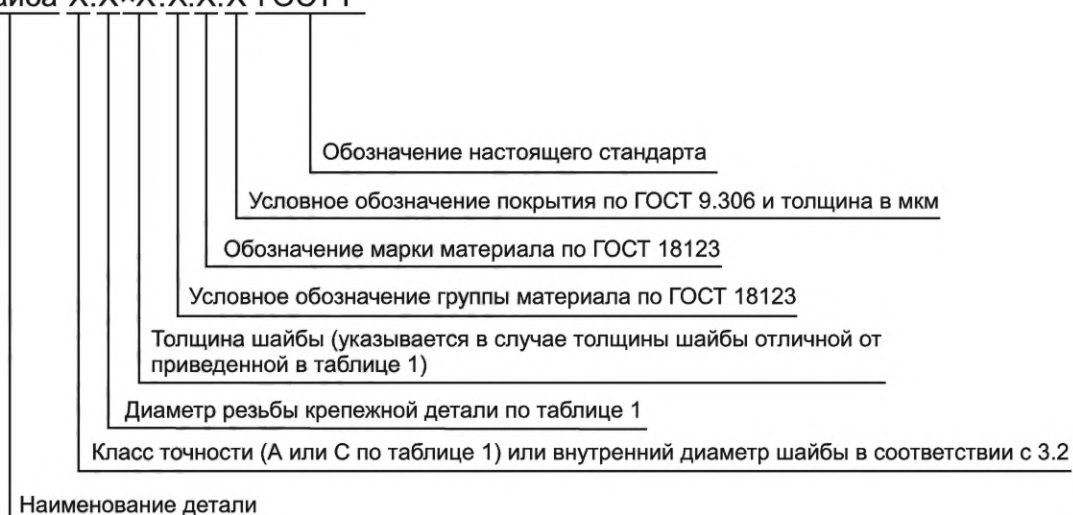 Обозначение настоящего стандарта
Условное обозначение покрытия по ГОСТ 9.306 и толщина в мкм
Обозначение марки материала по ГОСТ 18123
Условное обозначение группы материала по ГОСТ 18123
Толщина шайбы (указывается в случае толщины шайбы отличной от
приведенной в таблице 1)
Диаметр резьбы крепежной детали по таблице 1
Класс точности (А или С по таблице 1) или внутренний диаметр шайбы в соответствии с 3.2
Наименование детали